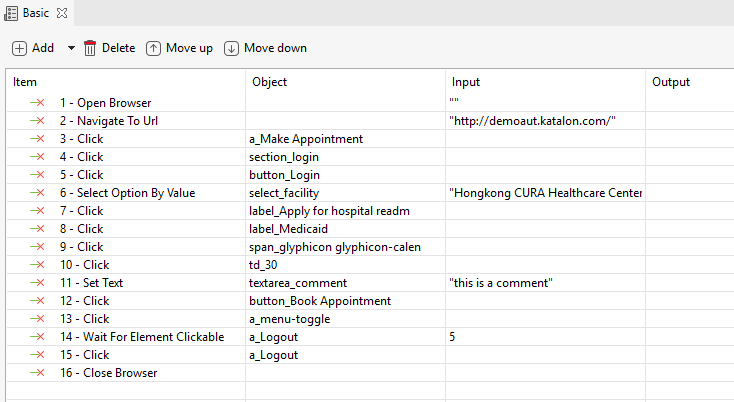 Basic
Add Delete Move up Move down
Item Object Input Output
1 - Open Browser ""
2 - Navigate To Url "http://demoaut.katalon.com/"
3 - Click a_Make Appointment
4 - Click section_login
5 - Click button_Login
6 - Select Option By Value select_facility "Hongkong CURA Healthcare Center
7 - Click label_Apply for hospital readm
8 - Click label_Medicaid
9 - Click span_glyphicon glyphicon-calen
10 - Click td_30
11 - Set Text textarea_comment "this is a comment"
12 - Click button_Book Appointment
13 - Click a_menu-toggle
14 - Wait For Element Clickable a_Logout 5
15 - Click a_Logout
16 - Close Browser